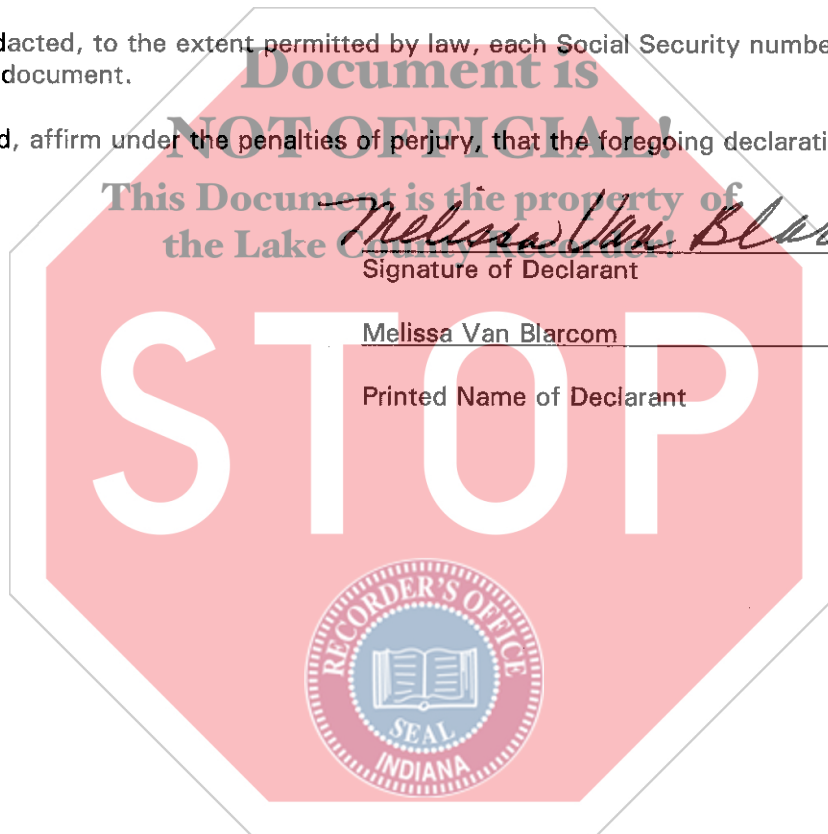 dacted, to the extent permitted by law, each Social Security numbe
document.
Document is
NOT OFFICIAL!
d, affirm under the penalties of perjury, that the foregoing declarati
This Document is the property of
the Lake County Recorder!
Melissa Van Blar
Signature of Declarant
Melissa Van Blarcom
Printed Name of Declarant
STOP
RECORDER'S OFFICE
SEAL
INDIANA